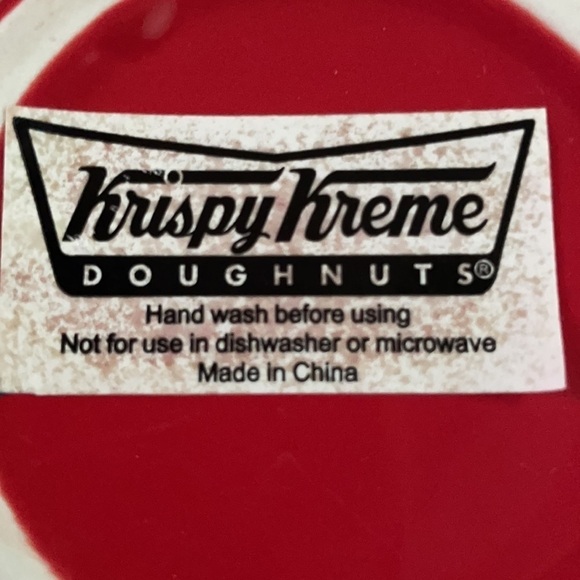 Krispy Kreme
DOUGHNUTS®
Hand wash before using
Not for use in dishwasher or microwave
Made in China